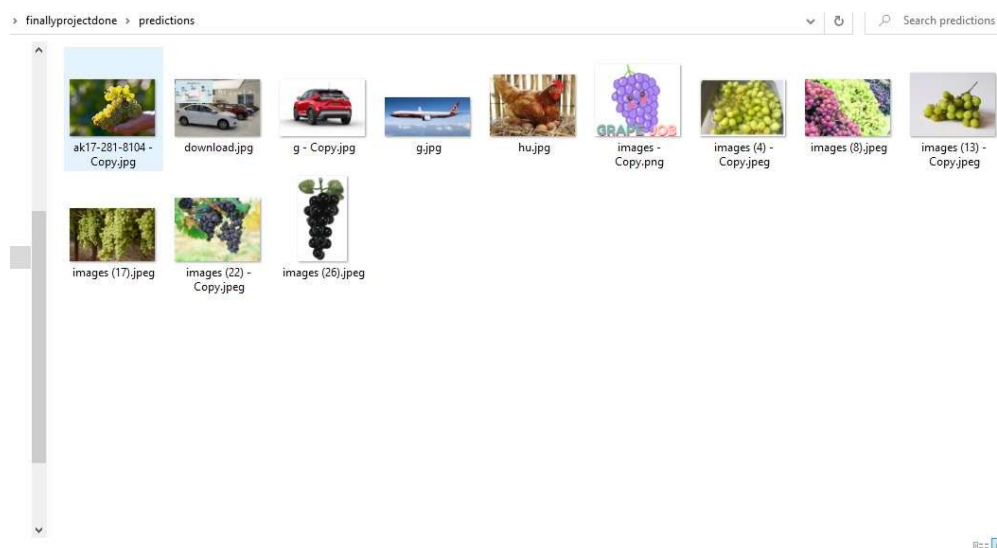 finallyprojectdone > predictions
Search predictions
ak17-281-8104 -
Copy.jpg
download.jpg
g - Copy.jpg
g.jpg
hu.jpg
GRAPE JOB
images -
Copy.png
images (4) -
Copy.jpeg
images (8).jpeg
images (13) -
Copy.jpeg
images (17).jpeg
images (22) -
Copy.jpeg
images (26).jpeg